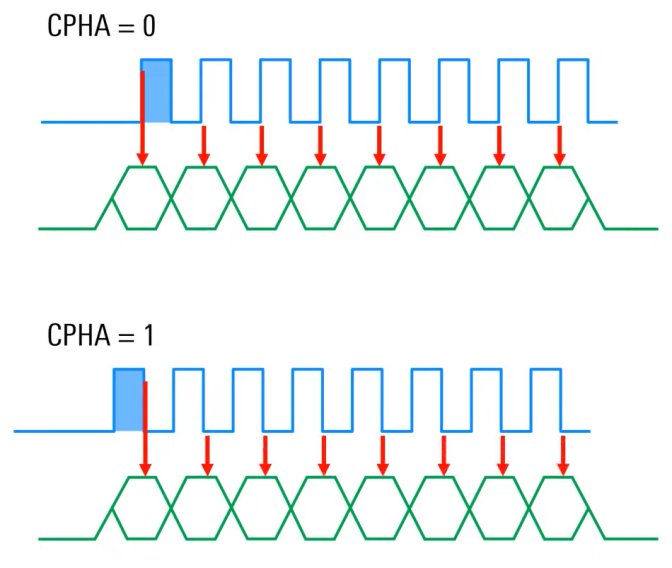 CPHA = 0
CPHA = 1